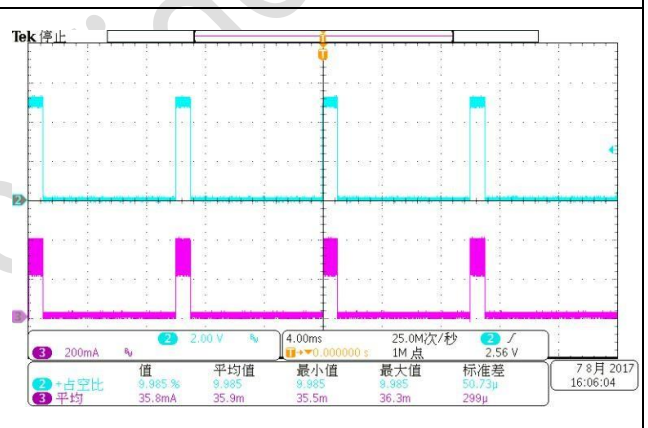 Tek 停止
T
T
2
3
2 2.00 V 4.00ms 25.0M次/秒 2
3 200mA T→▼0.000000 s 1M 点 2.56 V
值 平均值 最小值 最大值 标准差
2 +占空比 9.985 % 9.985 9.985 9.985 50.73μ
3 平均 35.8mA 35.9m 35.5m 36.3m 299μ
7 8月 2017
16:06:04